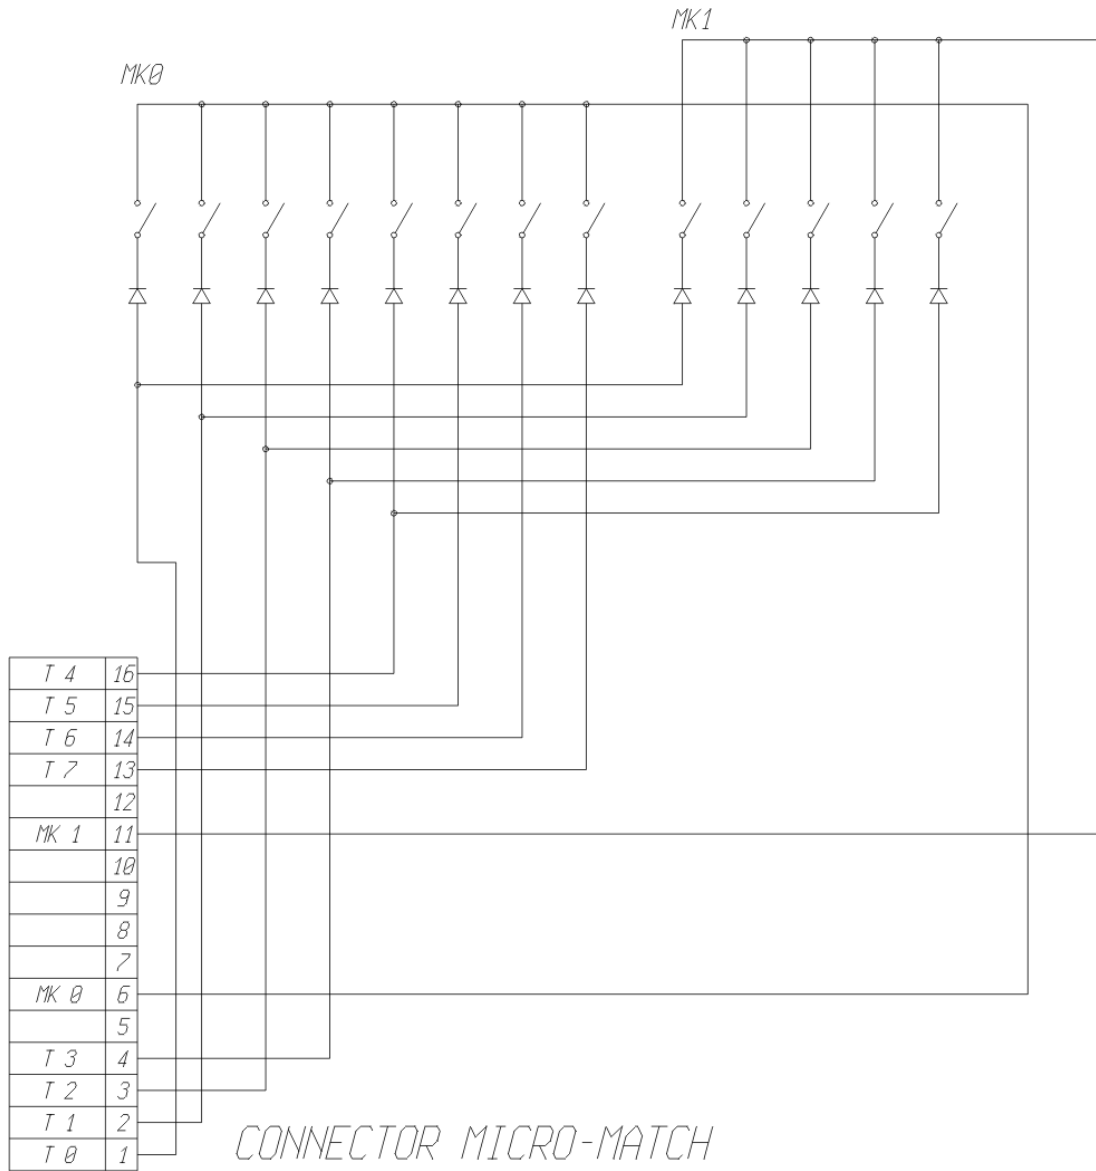 MK1
MK0
T 4 16
T 5 15
T 6 14
T 7 13
12
MK 1 11
10
9
8
7
MK 0 6
5
T 3 4
T 2 3
T 1 2
T 0 1
CONNECTOR MICRO-MATCH